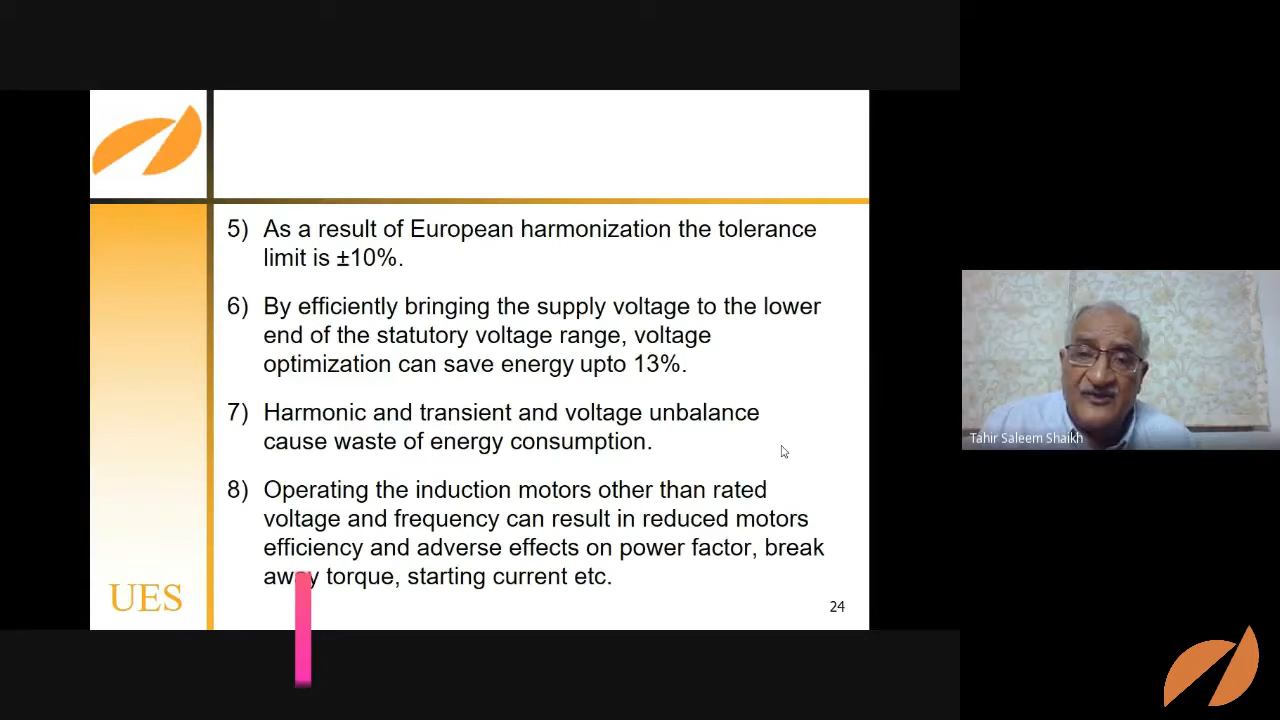 5) As a result of European harmonization the tolerance
limit is ±10%.
6) By efficiently bringing the supply voltage to the lower
end of the statutory voltage range, voltage
optimization can save energy upto 13%.
7) Harmonic and transient and voltage unbalance
cause waste of energy consumption.
8) Operating the induction motors other than rated
voltage and frequency can result in reduced motors
efficiency and adverse effects on power factor, break
away torque, starting current etc.
UES
24
Tahir Saleem Shaikh